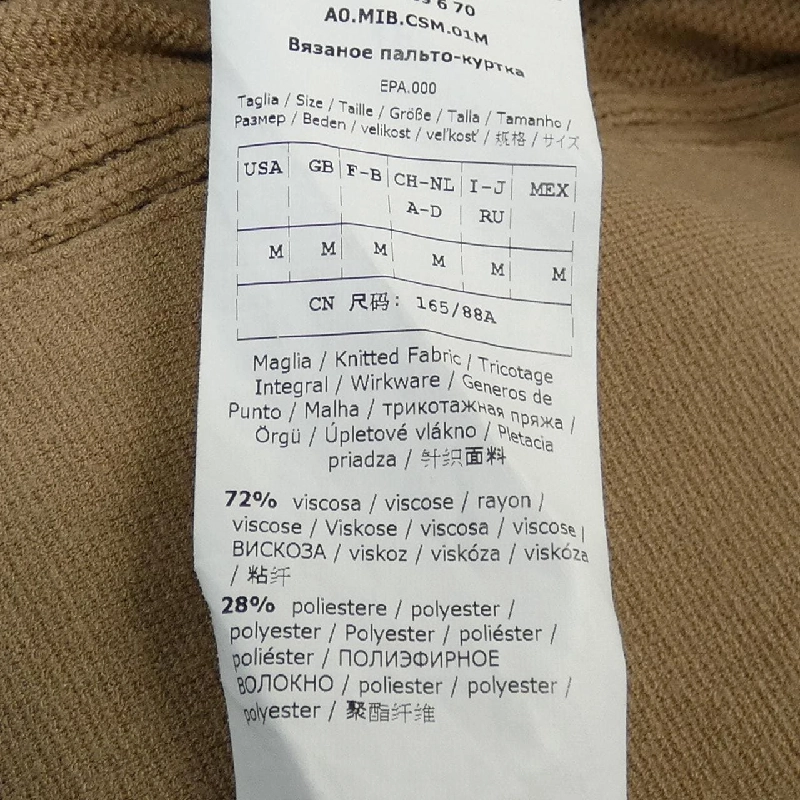 6 70
A0.MIB.CSM.01M
Вязаное пальто-куртка
EPA.000
Taglia / Size / Taille / Größe / Talla / Tamanho /
Размер / Beden / velikost / veľkosť / 规格 / サイズ
USA GB F-B CH-NL I-J MEX
A-D RU
M M M M M M
CN 尺码: 165/88A
Maglia / Knitted Fabric / Tricotage
Integral / Wirkware / Generos de
Punto / Malha / трикотажная пряжа /
Örgü / Úpletové vlákno / Pletacia
priadza / 针织面料
72% viscosa / viscose / rayon /
viscose / Viskose / viscosa / viscose /
ВИСКОЗА / viskoz / viskóza / viskóza
/ 粘纤
28% poliestere / polyester /
polyester / Polyester / poliéster /
poliéster / ПОЛИЭФИРНОЕ
ВОЛОКНО / poliester / polyester /
polyester / 聚酯纤维